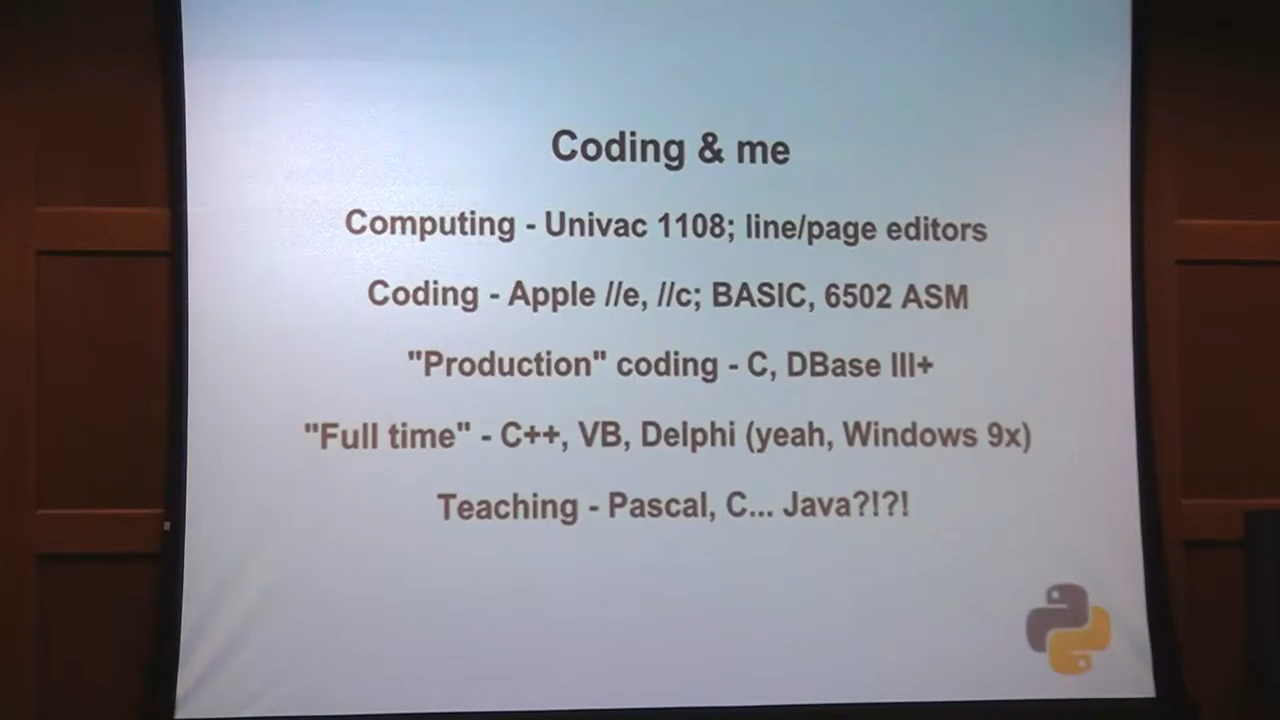 Coding & me
Computing - Univac 1108; line/page editors
Coding - Apple //e, //c; BASIC, 6502 ASM
"Production" coding - C, DBase III+
"Full time" - C++, VB, Delphi (yeah, Windows 9x)
Teaching - Pascal, C... Java?!?!